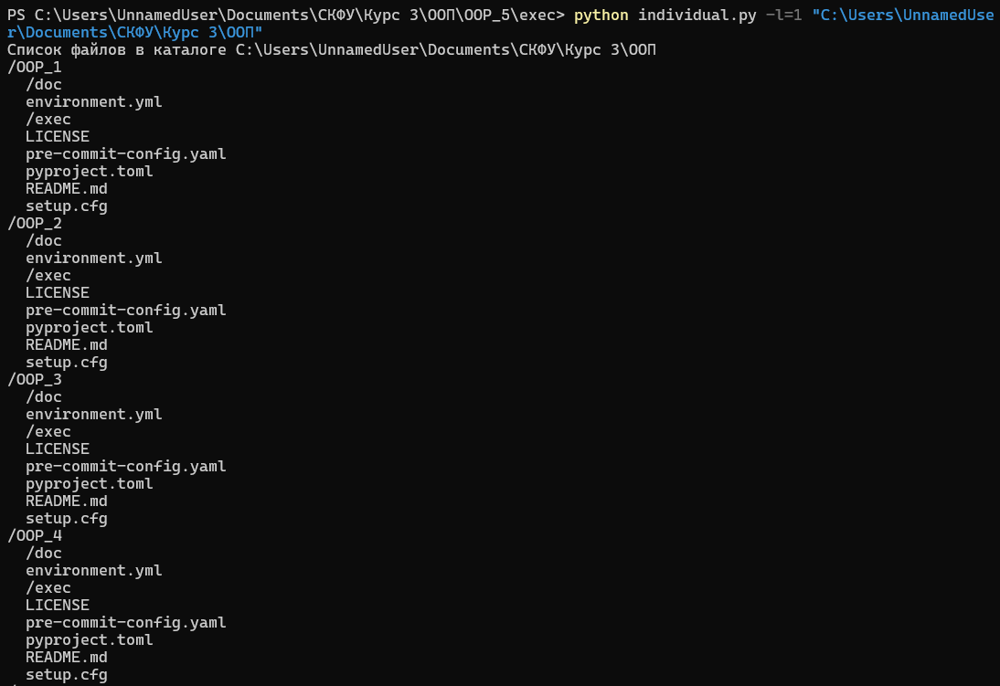 PS C:\Users\UnnamedUser\Documents\СКФУ\Курс 3\ООП\OOP_5\exec> python individual.py -l=1 "C:\Users\UnnamedUse
r\Documents\СКФУ\Курс 3\ООП"
Список файлов в каталоге C:\Users\UnnamedUser\Documents\СКФУ\Курс 3\ООП
/OOP_1
  /doc
  environment.yml
  /exec
  LICENSE
  pre-commit-config.yaml
  pyproject.toml
  README.md
  setup.cfg
/OOP_2
  /doc
  environment.yml
  /exec
  LICENSE
  pre-commit-config.yaml
  pyproject.toml
  README.md
  setup.cfg
/OOP_3
  /doc
  environment.yml
  /exec
  LICENSE
  pre-commit-config.yaml
  pyproject.toml
  README.md
  setup.cfg
/OOP_4
  /doc
  environment.yml
  /exec
  LICENSE
  pre-commit-config.yaml
  pyproject.toml
  README.md
  setup.cfg